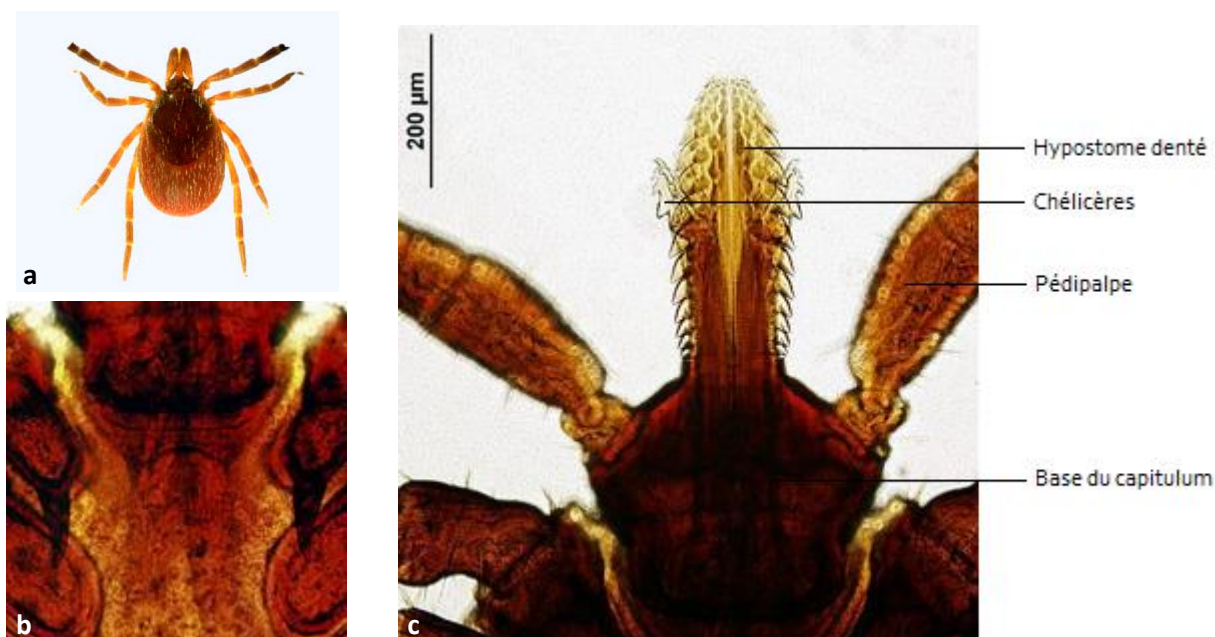 a
b
200 µm
Hypostome denté
Chélicères
Pédipalpe
Base du capitulum
c